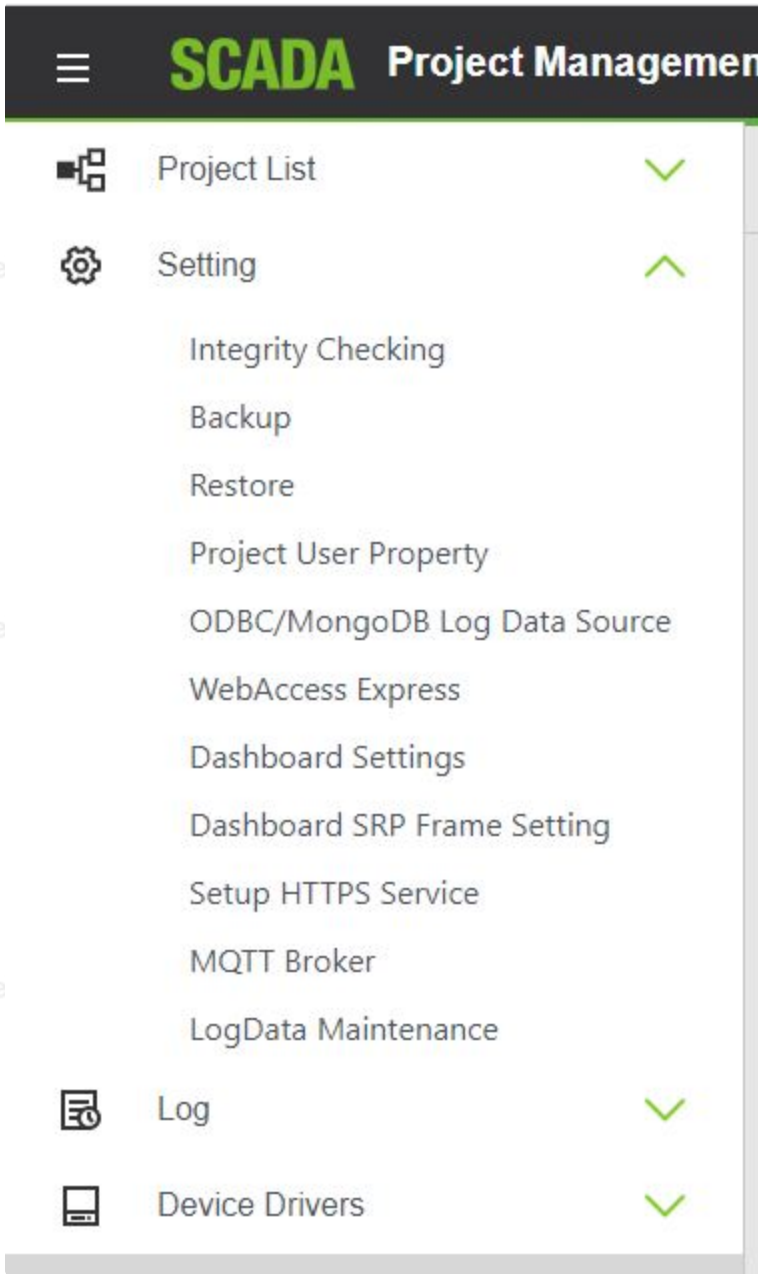 SCADA Project Managemen
Project List
Setting
Integrity Checking
Backup
Restore
Project User Property
ODBC/MongoDB Log Data Source
WebAccess Express
Dashboard Settings
Dashboard SRP Frame Setting
Setup HTTPS Service
MQTT Broker
LogData Maintenance
Log
Device Drivers